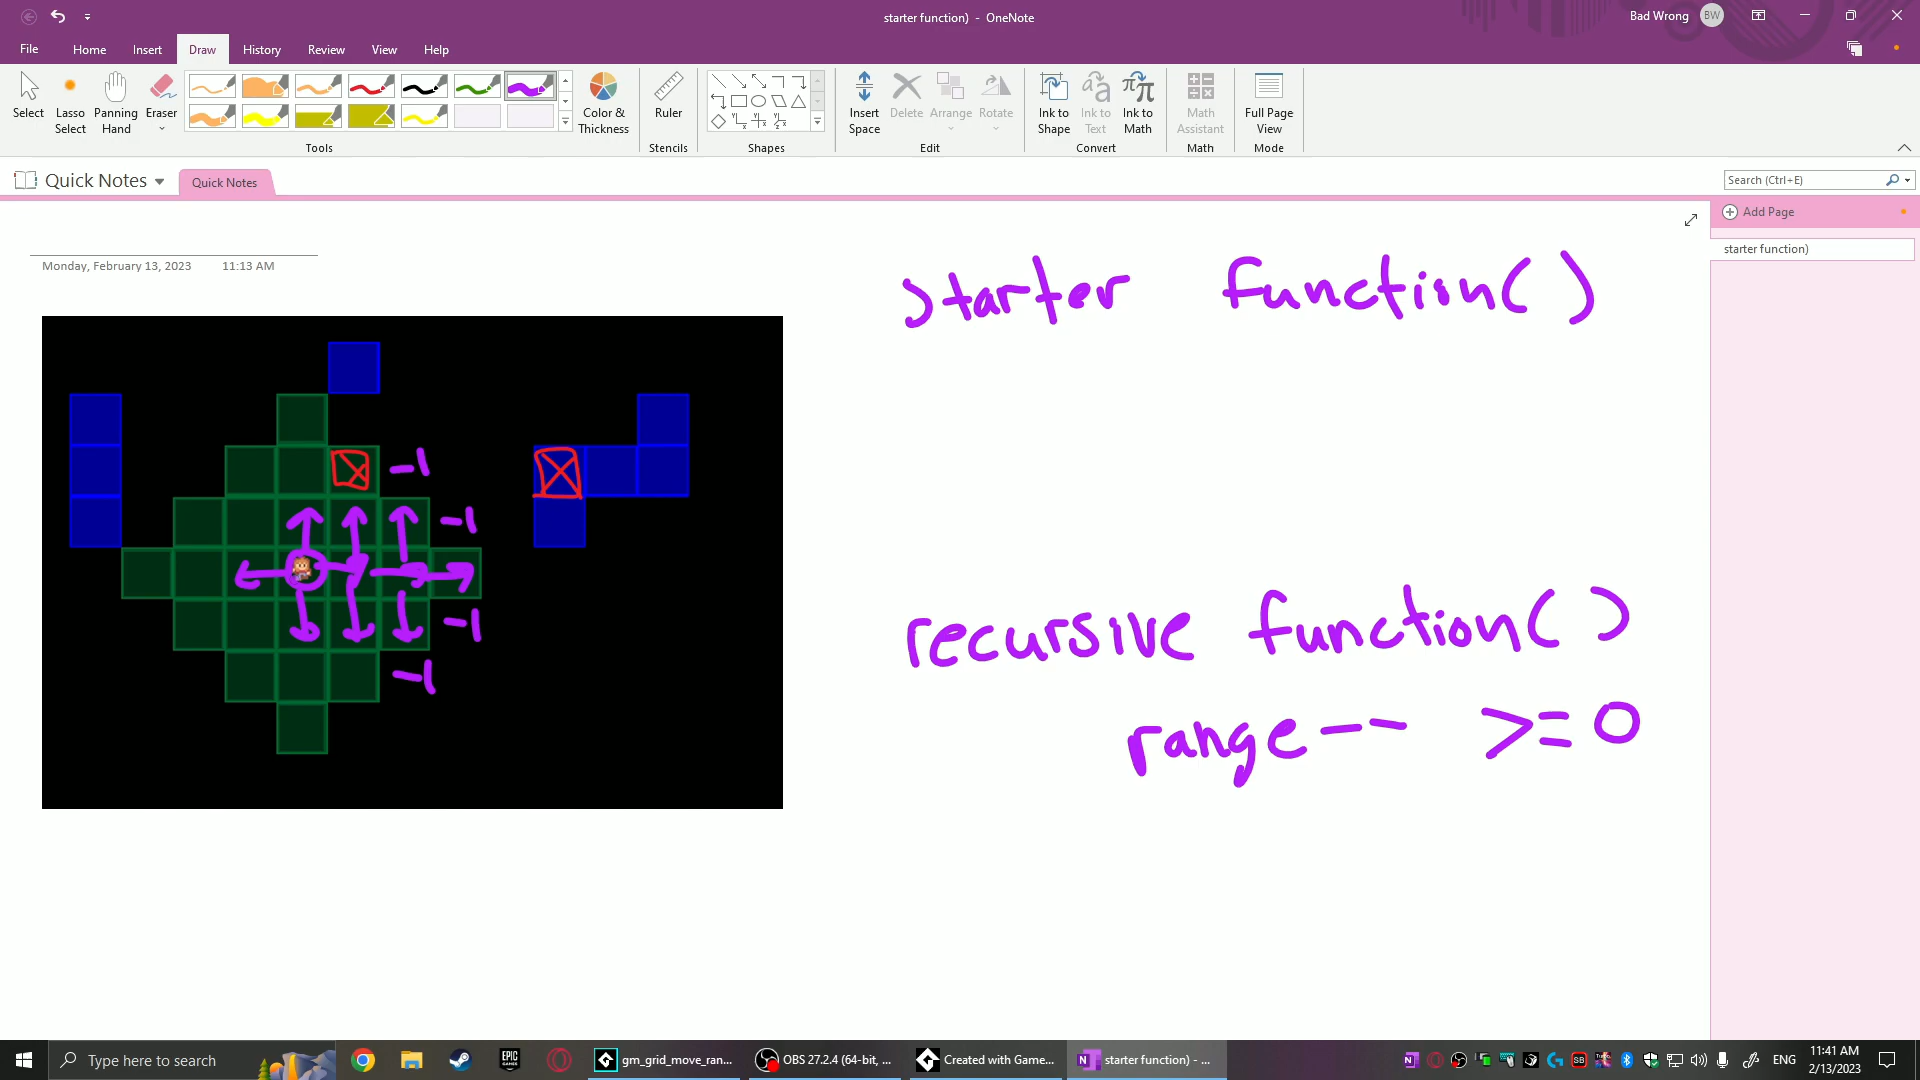 starter function) - OneNote
Bad Wrong
BW
File
Home
Insert
Draw
History
Review
View
Help
Select
Lasso Select
Panning Hand
Eraser
Color & Thickness
Ruler
Insert Space
Delete
Arrange
Rotate
Ink to Shape
Ink to Text
Ink to Math
Math Assistant
Full Page View
Tools
Stencils
Shapes
Edit
Convert
Math
Mode
Quick Notes
Quick Notes
Search (Ctrl+E)
Add Page
starter function)
Monday, February 13, 2023 11:13 AM
starter function()
-1
-1
-1
-1
recursive function()
range-- >=0
Type here to search
EPIC GAMES
gm_grid_move_ran...
OBS 27.2.4 (64-bit, ...
Created with Game...
starter function) - ...
ENG
11:41 AM
2/13/2023